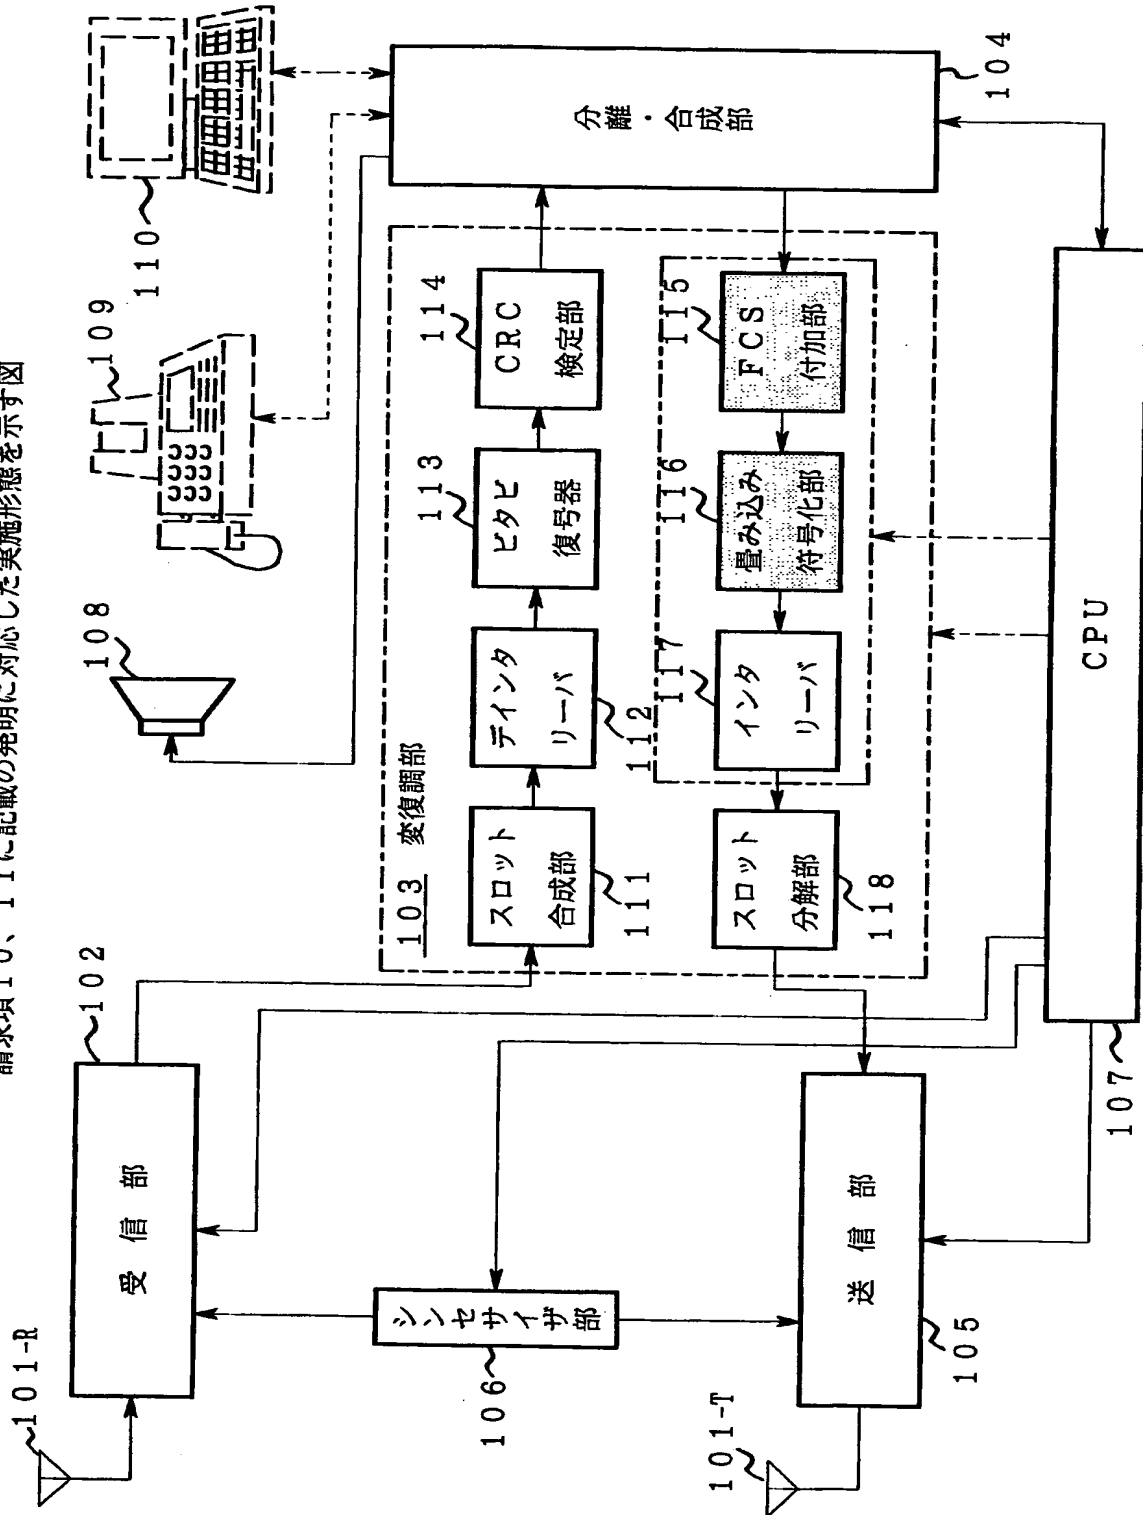 請求項10、11に記載の発明に対応した実施形態を示す図
101-R
受信部
102
108
109
110
103 変復調部
スロット
合成部
111
デインタ
リーバ
112
ビタビ
復号器
113
CRC
検定部
114
分離・合成部
104
シンセサイザ部
106
FCS
付加部
115
畳み込み
符号化部
116
インタ
リーバ
117
スロット
分解部
118
101-T
送信部
105
CPU
107